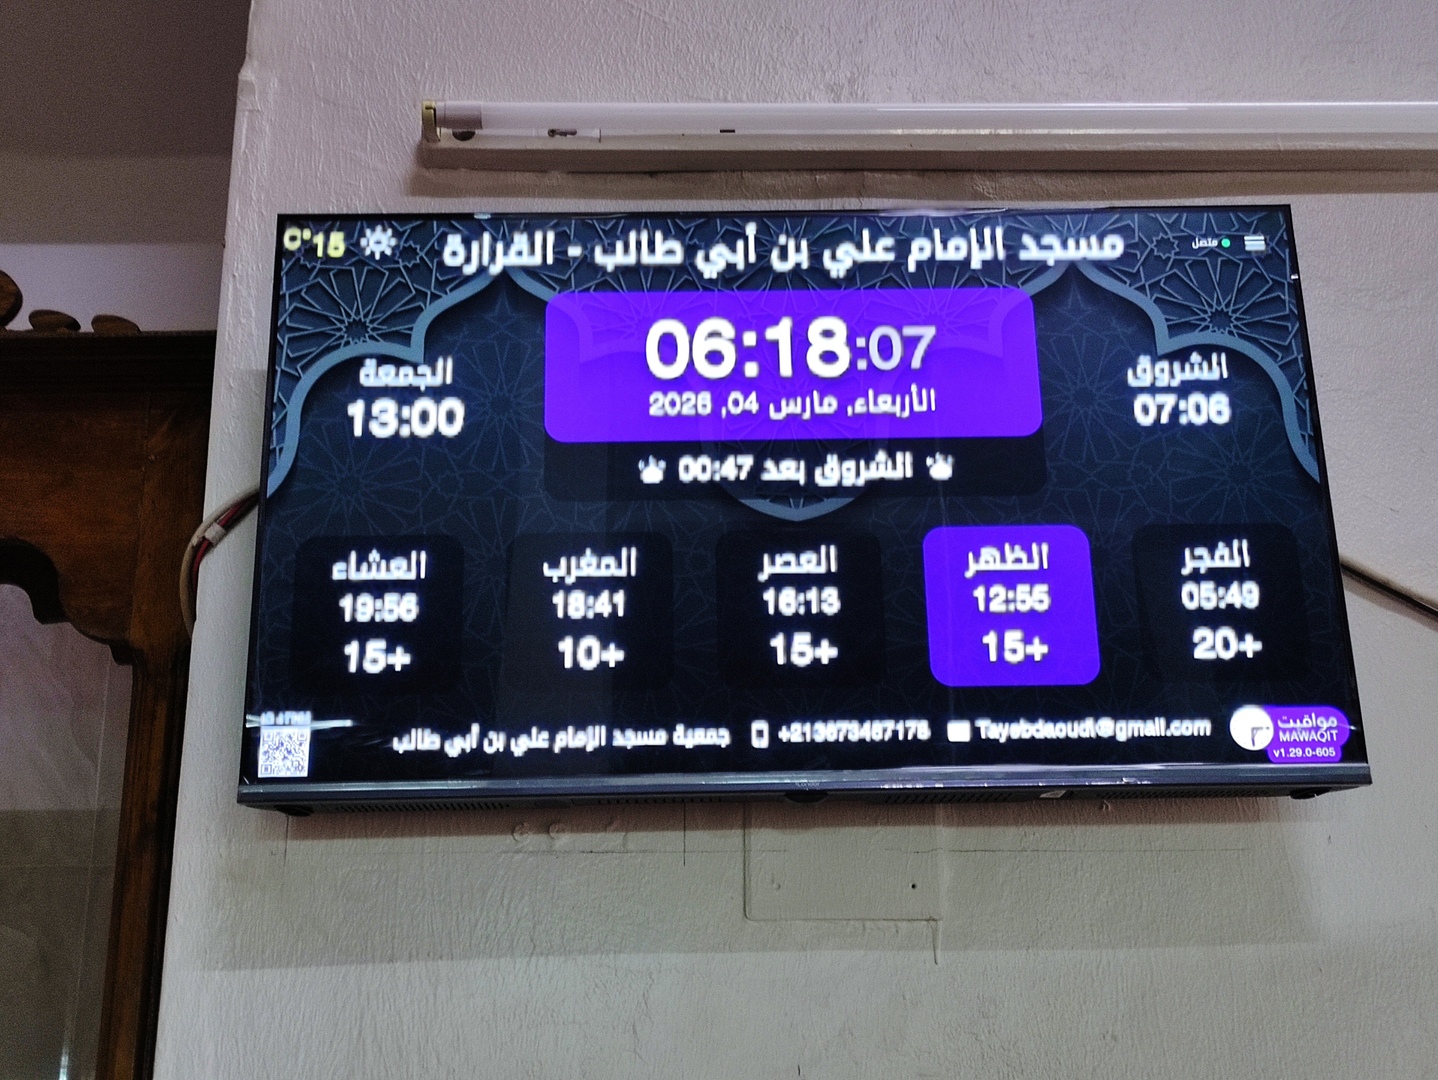 متصل
مسجد الإمام علي بن أبي طالب - القرارة
15°C
الشروق
07:06
06:18:07
الأربعاء, مارس 04, 2026
الشروق بعد 00:47
الجمعة
13:00
الفجر
05:49
20+
الظهر
12:55
15+
العصر
16:13
15+
المغرب
18:41
10+
العشاء
19:56
15+
مواقيت
MAWAQIT
v1.29.0-605
Tayebdaoudi@gmail.com
+213673467176
جمعية مسجد الإمام علي بن أبي طالب